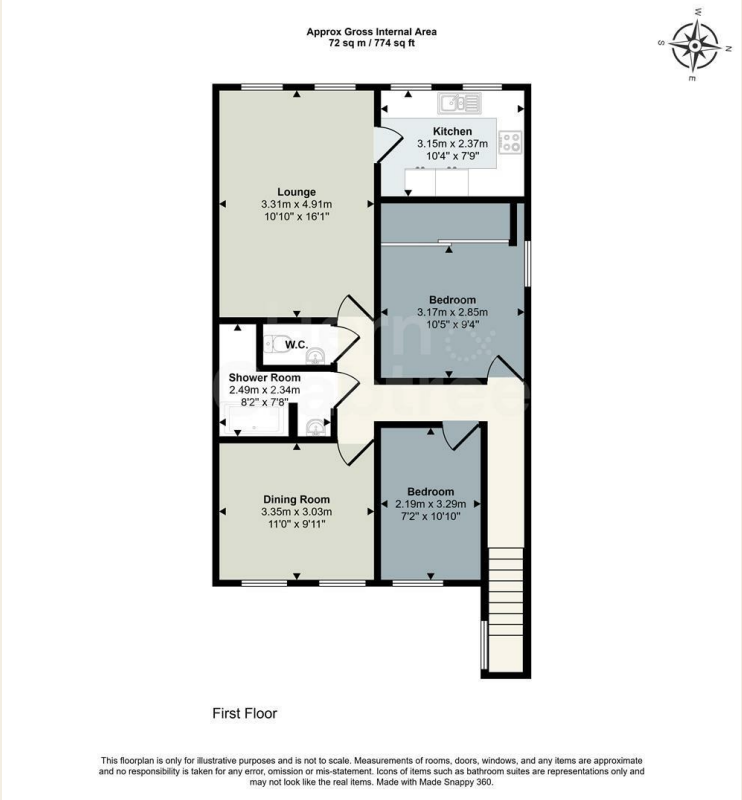 Approx Gross Internal Area
72 sq m / 774 sq ft
W
S
N
E
Kitchen
3.15m x 2.37m
10'4" x 7'9"
Lounge
3.31m x 4.91m
10'10" x 16'1"
Bedroom
3.17m x 2.85m
10'5" x 9'4"
W.C.
Shower Room
2.49m x 2.34m
8'2" x 7'8"
Dining Room
3.35m x 3.03m
11'0" x 9'11"
Bedroom
2.19m x 3.29m
7'2" x 10'10"
First Floor
This floorplan is only for illustrative purposes and is not to scale. Measurements of rooms, doors, windows, and any items are approximate
and no responsibility is taken for any error, omission or mis-statement. Icons of items such as bathroom suites are representations only and
may not look like the real items. Made with Made Snappy 360.